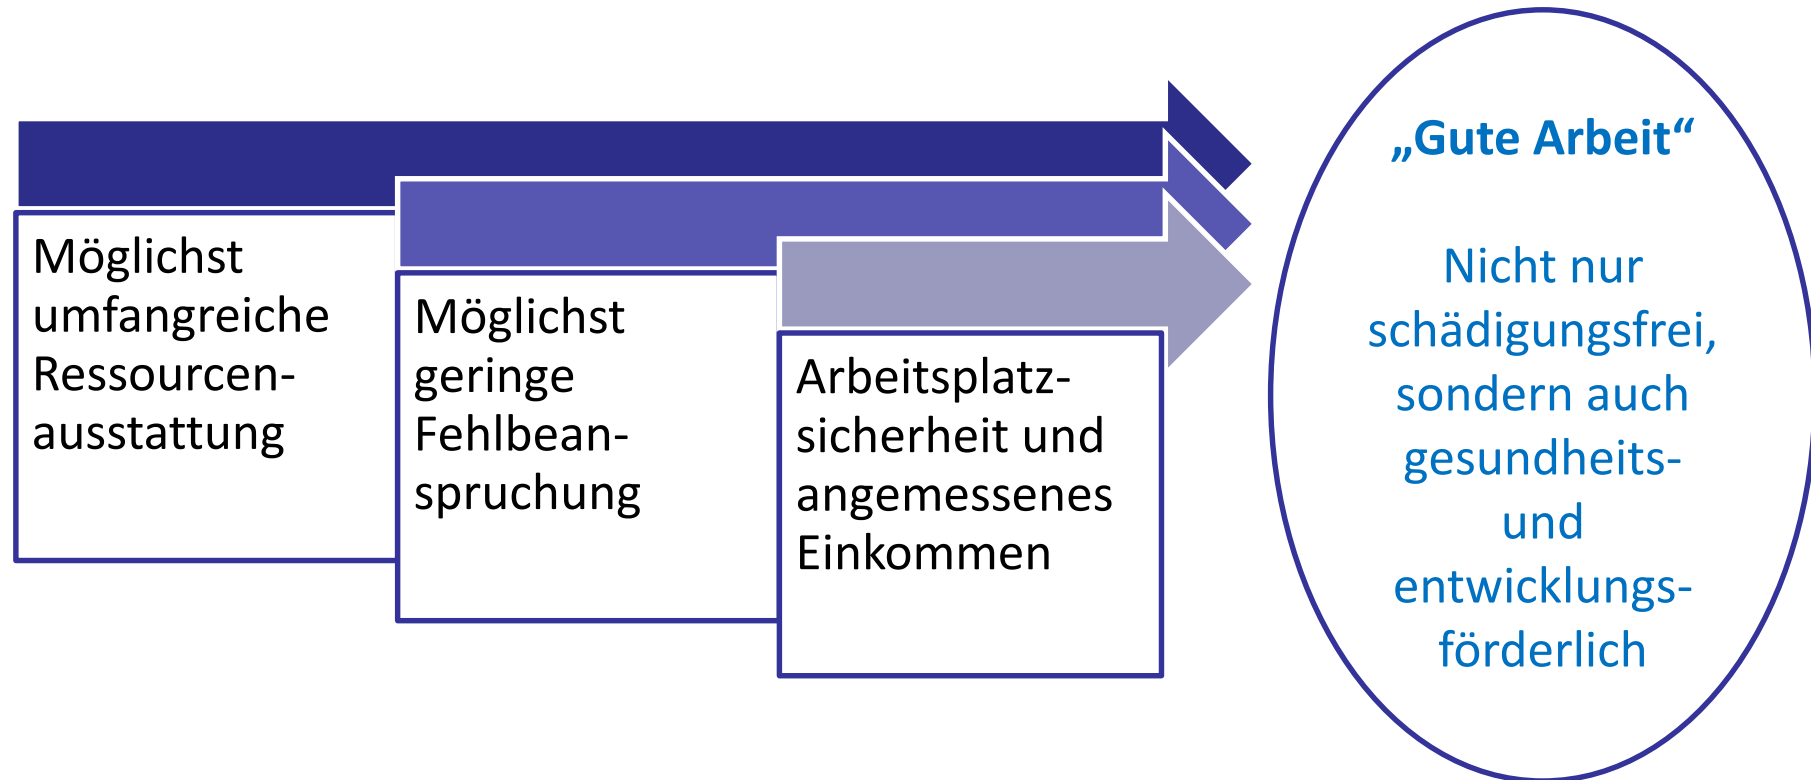 Möglichst
umfangreiche
Ressourcen-
ausstattung
Möglichst
geringe
Fehlbean-
spruchung
Arbeitsplatz-
sicherheit und
angemessenes
Einkommen
„Gute Arbeit“
Nicht nur
schädigungsfrei,
sondern auch
gesundheits-
und
entwicklungs-
förderlich